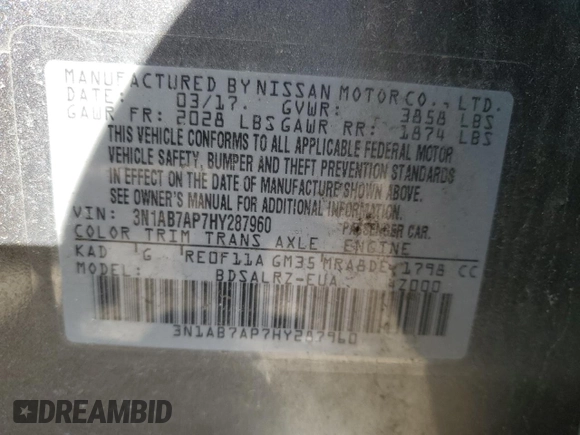 MANUFACTURED BY NISSAN MOTOR CO., LTD.
DATE: 03/17. GVWR: 3858 LBS
GAWR FR: 2028 LBS GAWR RR: 1874 LBS
THIS VEHICLE CONFORMS TO ALL APPLICABLE FEDERAL MOTOR
VEHICLE SAFETY, BUMPER AND THEFT PREVENTION STANDARDS
IN EFFECT ON THE DATE OF MANUFACTURE SHOWN ABOVE.
SEE OWNER'S MANUAL FOR ADDITIONAL INFORMATION.
VIN: 3N1AB7AP7HY287960 PASSENGER CAR.
COLOR TRIM TRANS AXLE ENGINE
KAD G RE0F11A GM35 MRA8DE 1798 CC
MODEL: BDSALRZ-EUA
3N1AB7AP7HY287960
DREAMBID